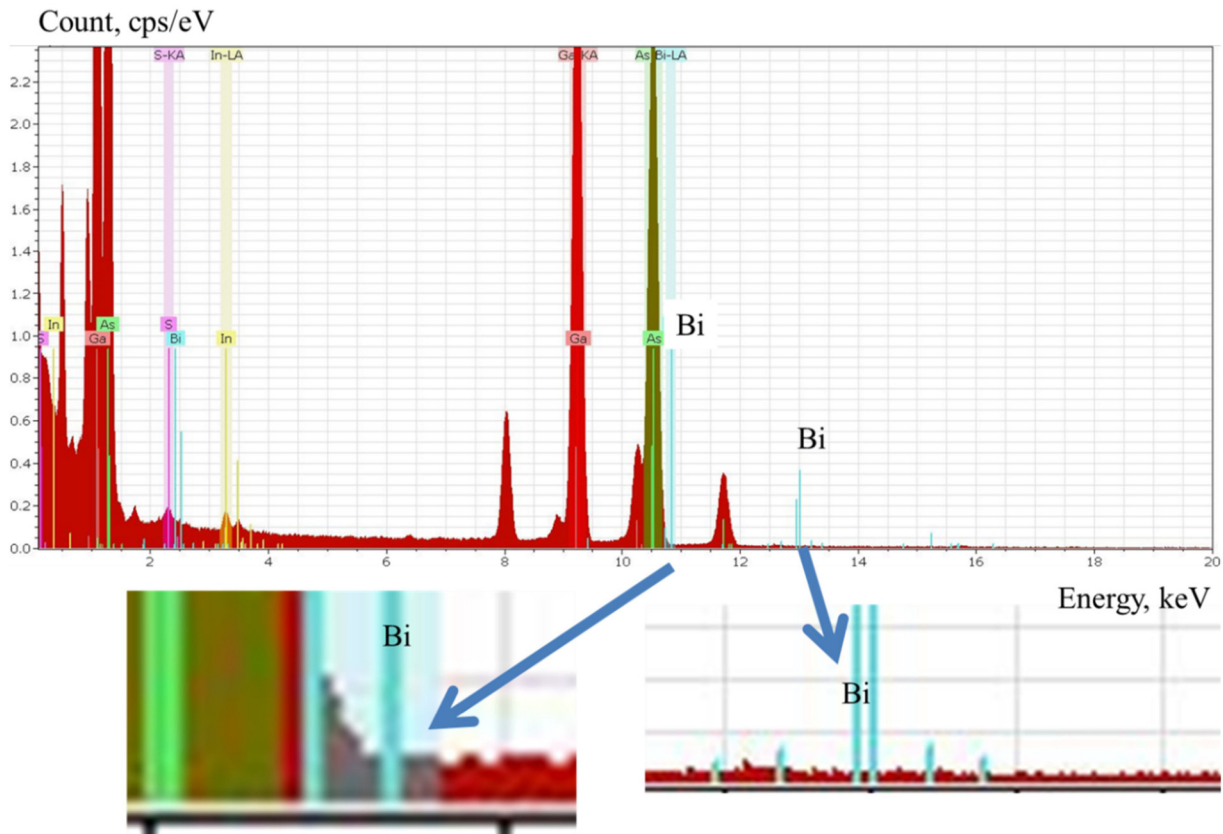 Count, cps/eV
S-KA In-LA Ga KA As Bi-LA
2.2
2.0
1.8
1.6
1.4
1.2
1.0
0.8
0.6
0.4
0.2
0.0
In As S Bi
S Ga Bi In Ga As
Bi
2 4 6 8 10 12 14 16 18 20
Energy, keV
Bi
Bi